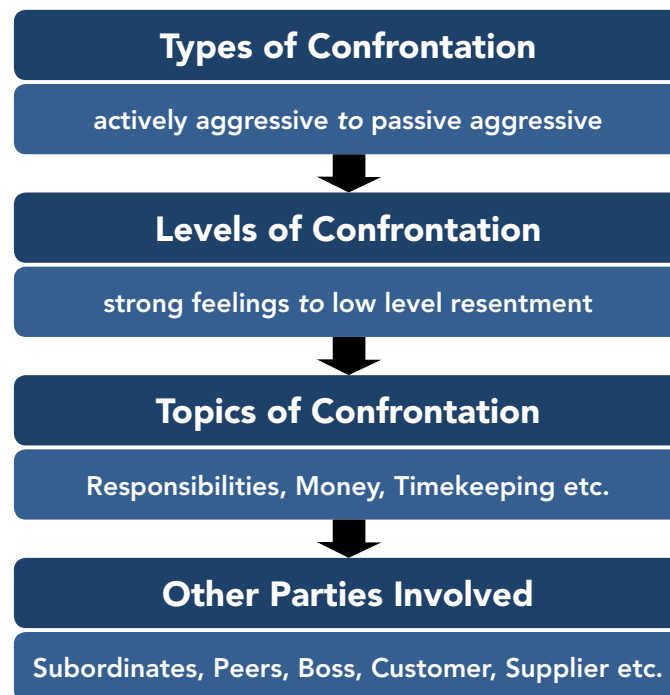 Types of Confrontation
actively aggressive to passive aggressive
Levels of Confrontation
strong feelings to low level resentment
Topics of Confrontation
Responsibilities, Money, Timekeeping etc.
Other Parties Involved
Subordinates, Peers, Boss, Customer, Supplier etc.